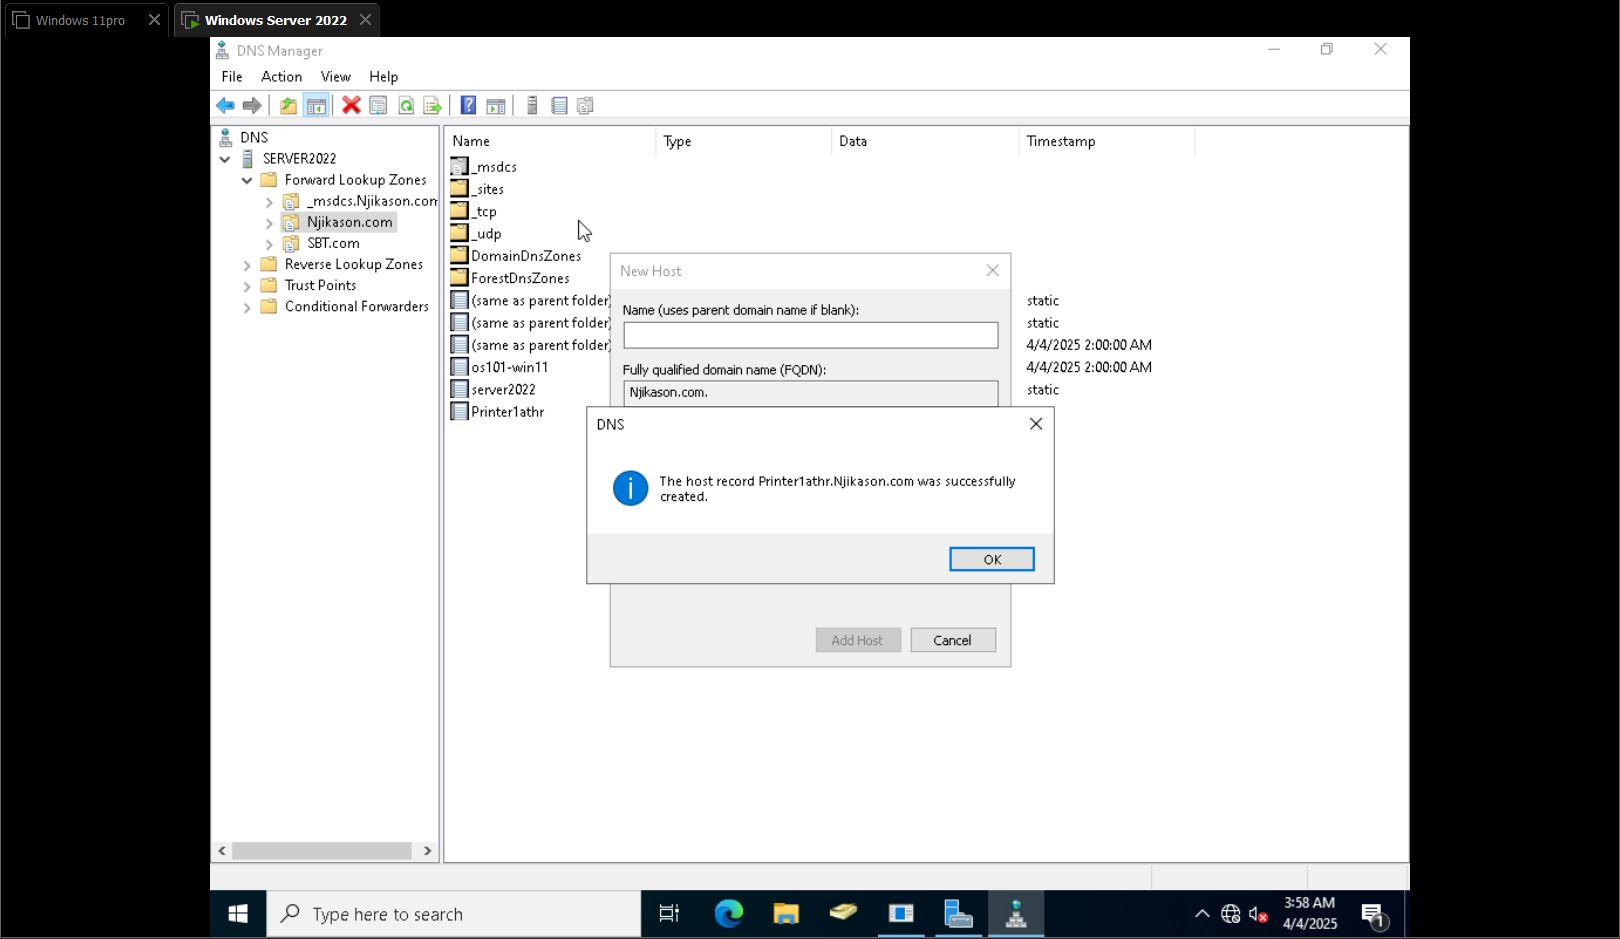 Windows 11pro
Windows Server 2022
DNS Manager
File Action View Help
DNS
SERVER2022
Forward Lookup Zones
_msdcs.Njikason.com
Njikason.com
SBT.com
Reverse Lookup Zones
Trust Points
Conditional Forwarders
Name Type Data Timestamp
_msdcs
_sites
_tcp
_udp
DomainDnsZones
ForestDnsZones
(same as parent folder) static
(same as parent folder) static
(same as parent folder) 4/4/2025 2:00:00 AM
os101-win11 4/4/2025 2:00:00 AM
server2022 static
Printer1athr
New Host
Name (uses parent domain name if blank):
Fully qualified domain name (FQDN):
Njikason.com.
DNS
The host record Printer1athr.Njikason.com was successfully
created.
OK
Add Host Cancel
Type here to search
3:58 AM
4/4/2025
1